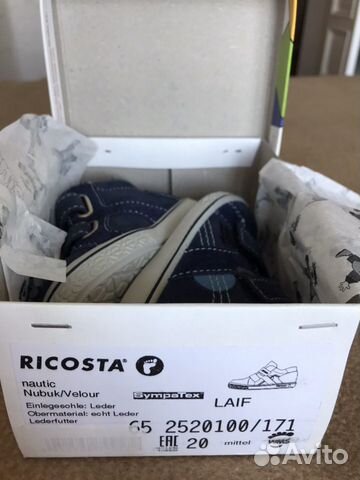 RICOSTA®
nautic
Nubuk/Velour
SympaTex
LAIF
Einlegesohle: Leder
Obermaterial: echt Leder
Lederfutter
65 2520100/171
EAC 20 mittel WMS
Avito